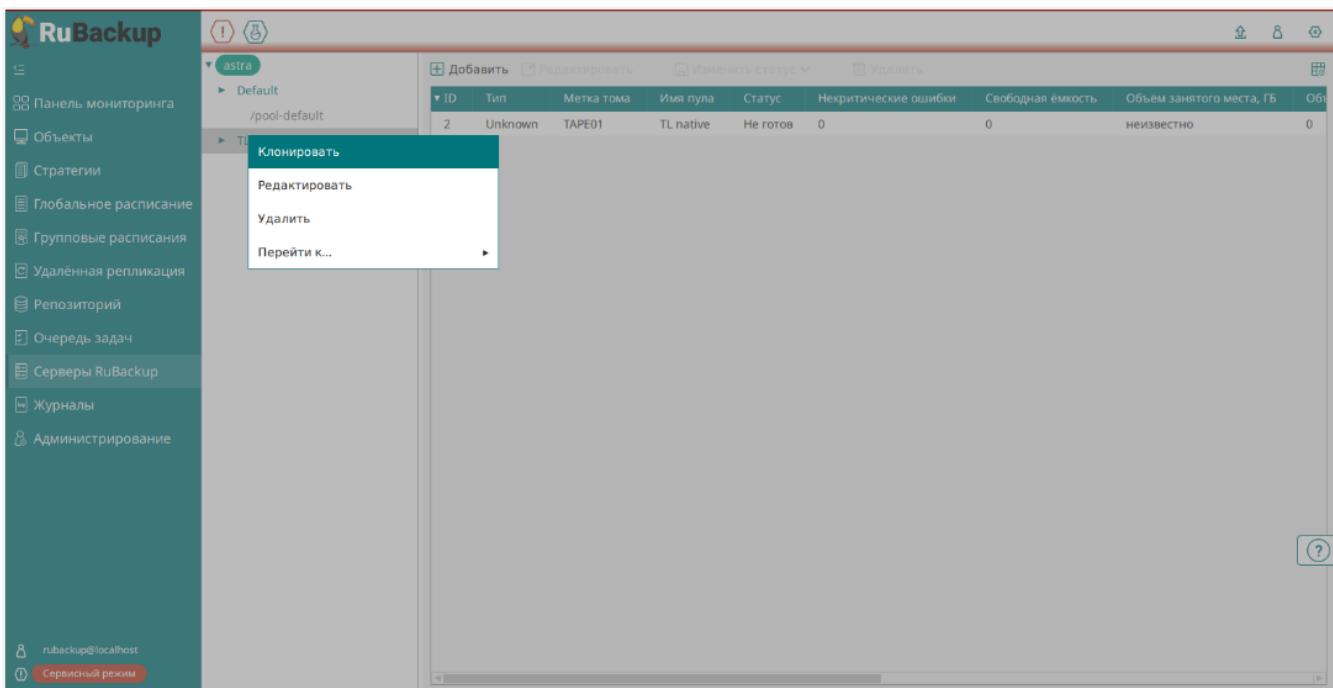 RuBackup
Панель мониторинга
Объекты
Стратегии
Глобальное расписание
Групповые расписания
Удалённая репликация
Репозиторий
Очередь задач
Серверы RuBackup
Журналы
Администрирование
rubackup@localhost
Сервисный режим
astra
Default
/pool-default
TL
Клонировать
Редактировать
Удалить
Перейти к...
Добавить Редактировать Изменить статус Удалить
ID Тип Метка тома Имя пула Статус Некритические ошибки Свободная ёмкость Объём занятого места, ГБ Объ
2 Unknown TAPE01 TL native Не готов 0 0 неизвестно 0
?